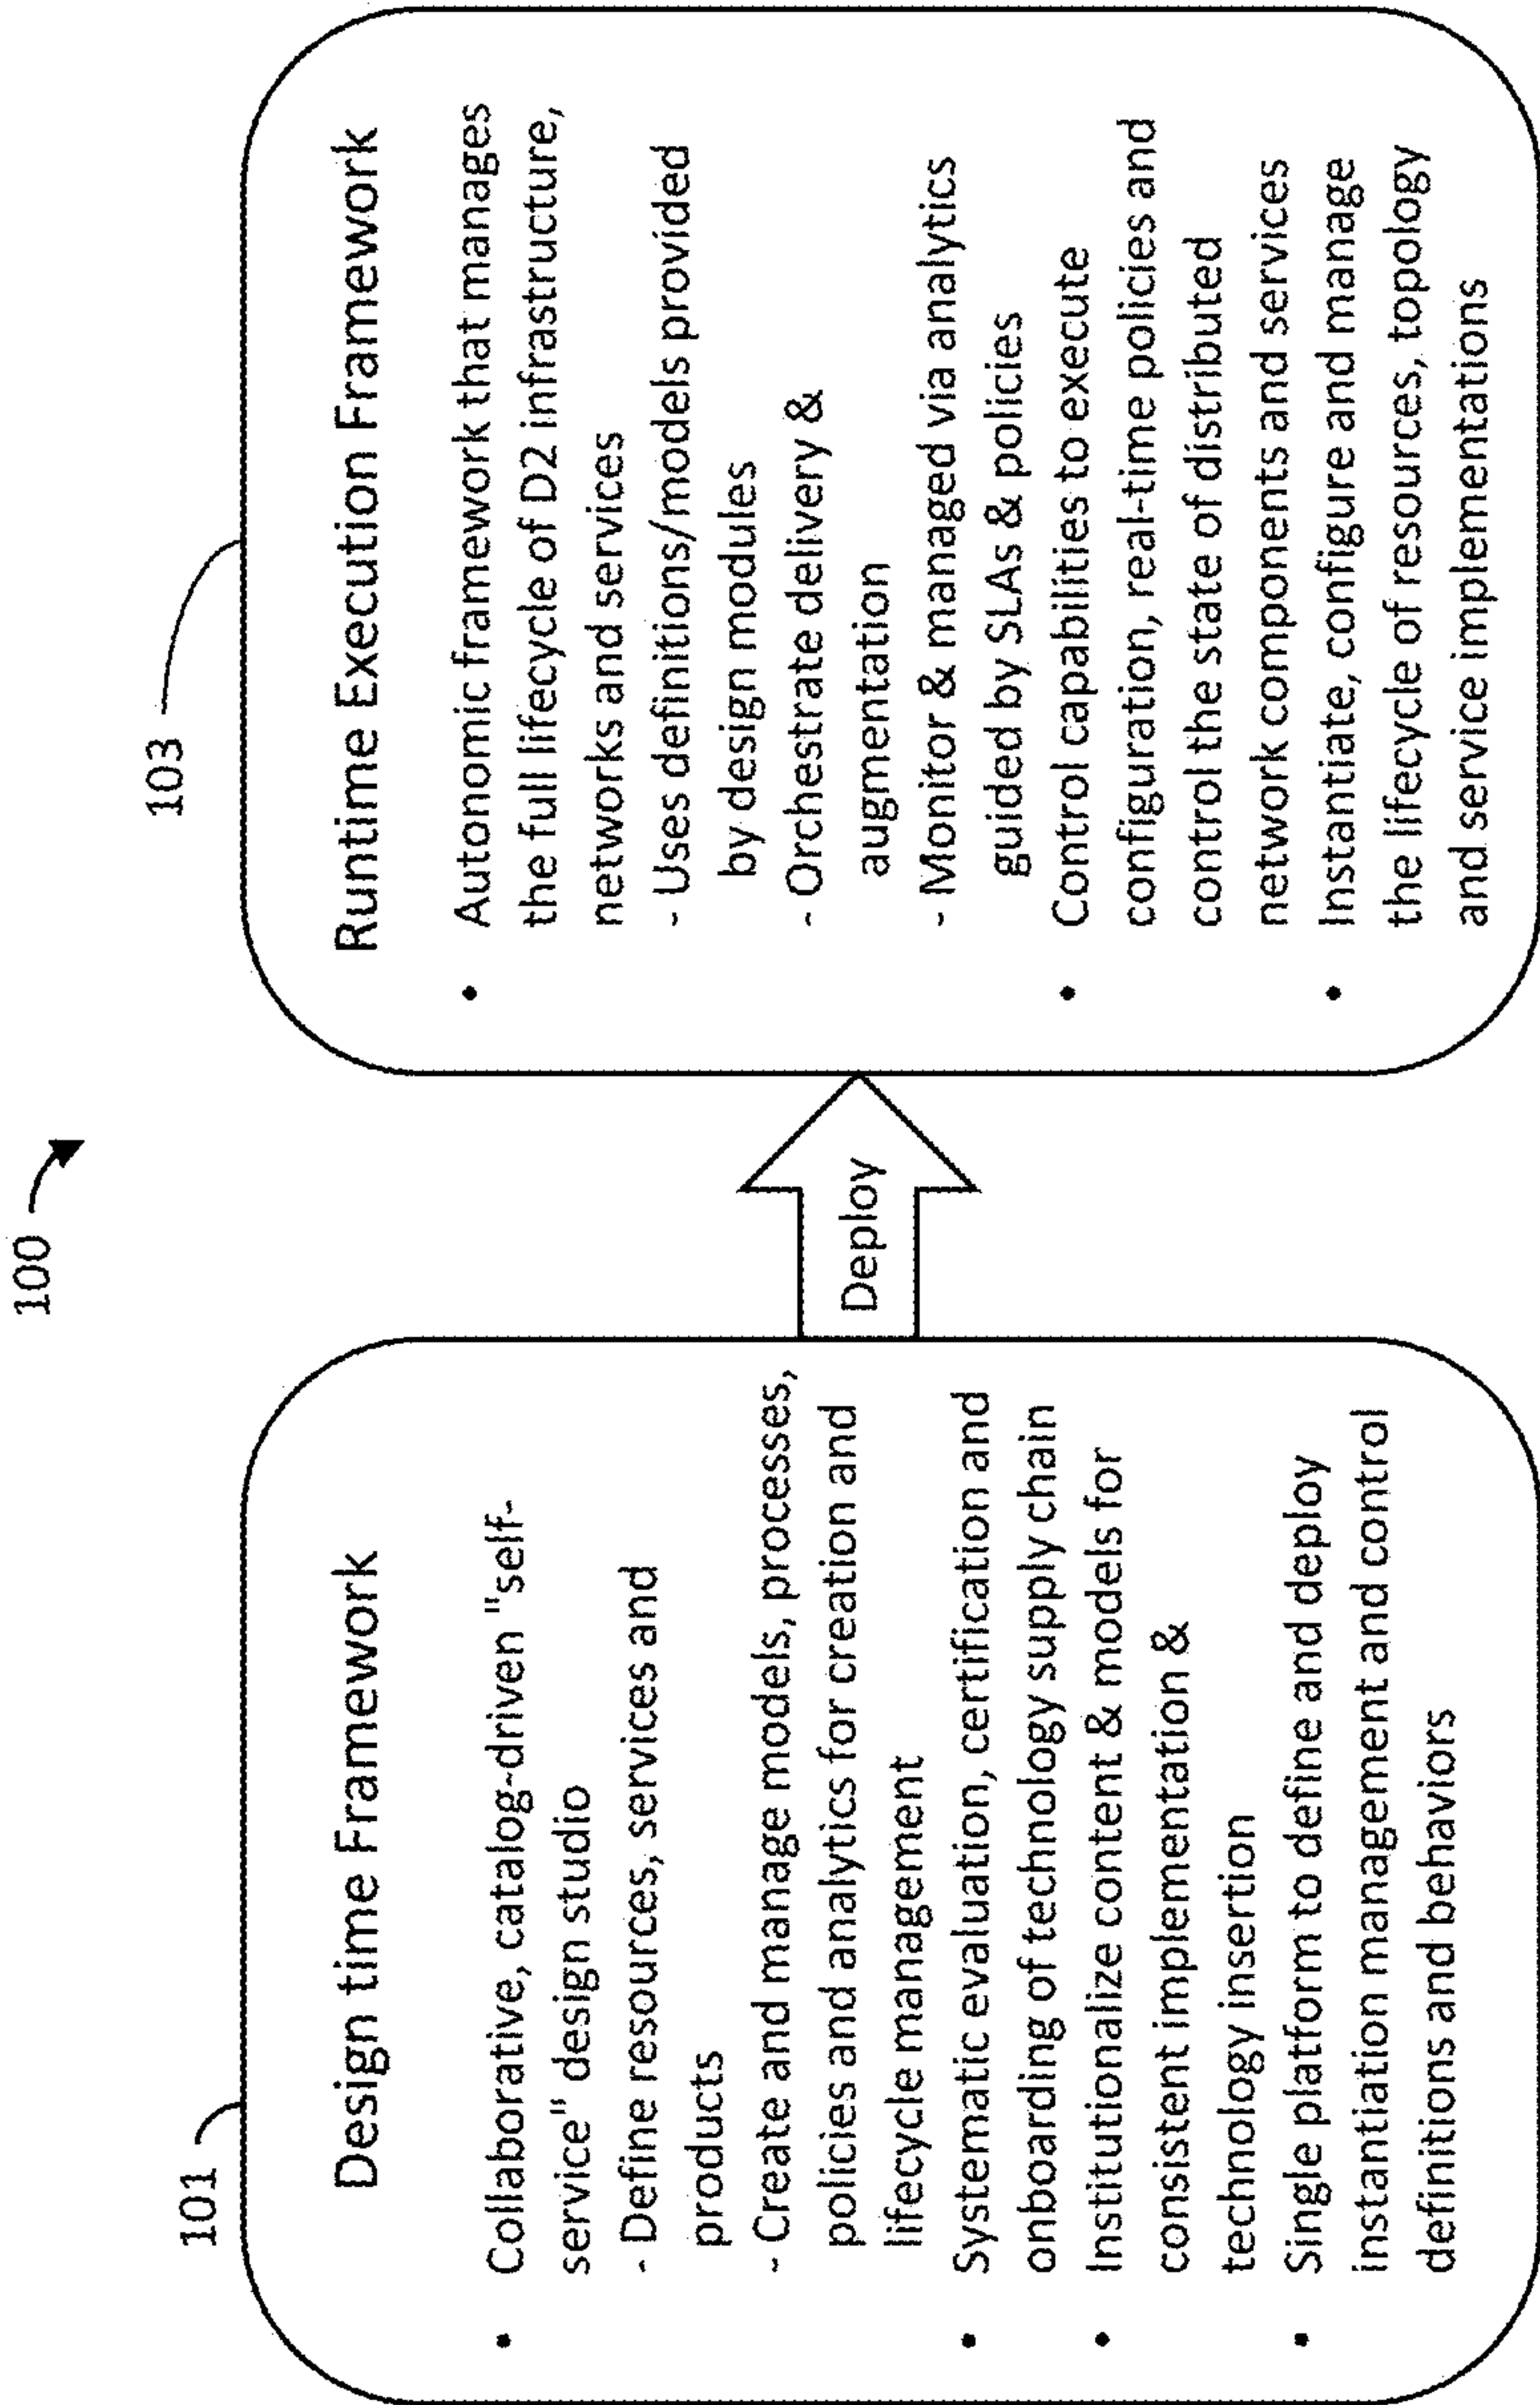 100
101
Design time Framework
• Collaborative, catalog-driven "self-
service" design studio
- Define resources, services and
products
- Create and manage models, processes,
policies and analytics for creation and
lifecycle management
• Systematic evaluation, certification and
onboarding of technology supply chain
• Institutionalize content & models for
consistent implementation &
technology insertion
• Single platform to define and deploy
instantiation management and control
definitions and behaviors
Deploy
103
Runtime Execution Framework
• Autonomic framework that manages
the full lifecycle of D2 infrastructure,
networks and services
- Uses definitions/models provided
by design modules
- Orchestrate delivery &
augmentation
- Monitor & managed via analytics
guided by SLAs & policies
• Control capabilities to execute
configuration, real-time policies and
control the state of distributed
network components and services
• Instantiate, configure and manage
the lifecycle of resources, topology
and service implementations